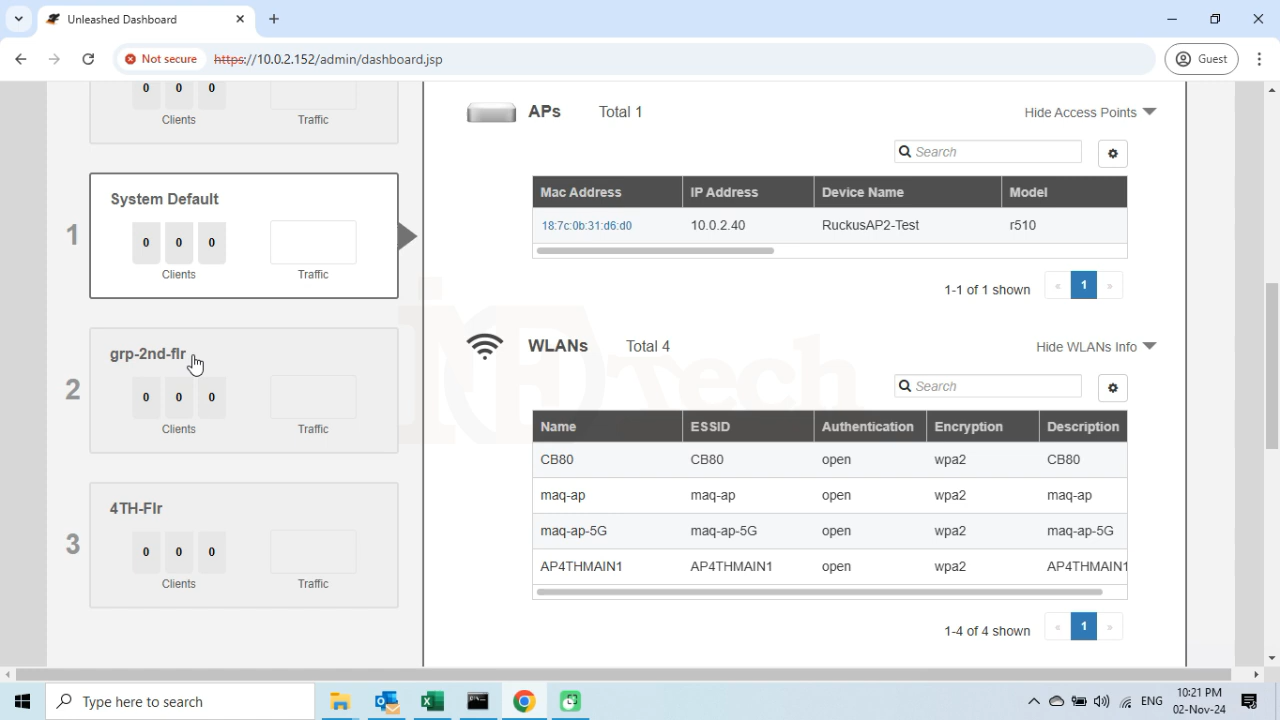 Unleashed Dashboard
Not secure https://10.0.2.152/admin/dashboard.jsp Guest
0 0 0
Clients Traffic
1
System Default
0 0 0
Clients Traffic
2
grp-2nd-flr
0 0 0
Clients Traffic
3
4TH-Flr
0 0 0
Clients Traffic
APs Total 1 Hide Access Points
Search
Mac Address IP Address Device Name Model
18:7c:0b:31:d6:d0 10.0.2.40 RuckusAP2-Test r510
1-1 of 1 shown « 1 »
WLANs Total 4 Hide WLANs Info
Search
Name ESSID Authentication Encryption Description
CB80 CB80 open wpa2 CB80
maq-ap maq-ap open wpa2 maq-ap
maq-ap-5G maq-ap-5G open wpa2 maq-ap-5G
AP4THMAIN1 AP4THMAIN1 open wpa2 AP4THMAIN1
1-4 of 4 shown « 1 »
Type here to search
ENG
10:21 PM
02-Nov-24